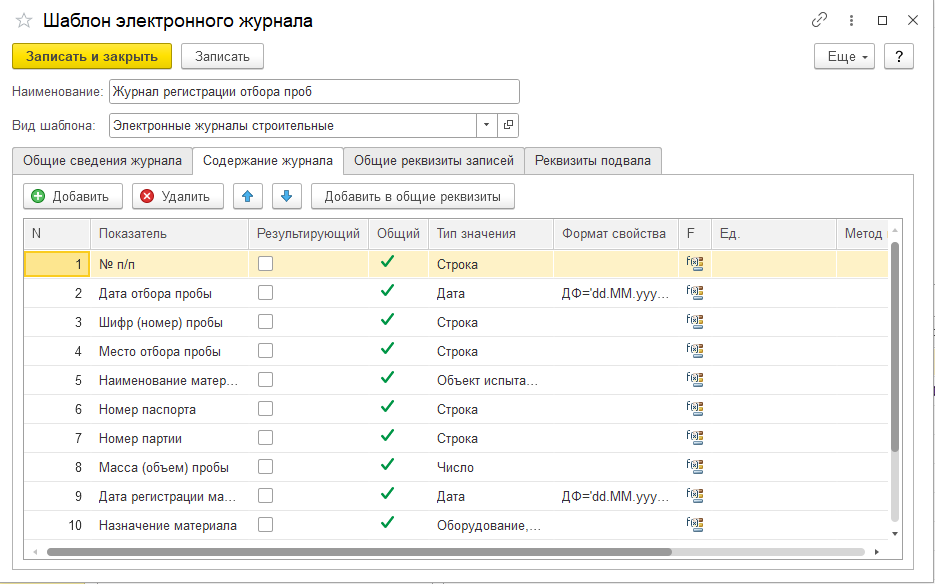 Шаблон электронного журнала
Записать и закрыть Записать Еще ?
Наименование: Журнал регистрации отбора проб
Вид шаблона: Электронные журналы строительные
Общие сведения журнала Содержание журнала Общие реквизиты записей Реквизиты подвала
Добавить Удалить Добавить в общие реквизиты
N Показатель Результирующий Общий Тип значения Формат свойства F Ед. Метод
1 № п/п Строка
2 Дата отбора пробы Дата ДФ='dd.MM.yyy...
3 Шифр (номер) пробы Строка
4 Место отбора пробы Строка
5 Наименование матер... Объект испыта...
6 Номер паспорта Строка
7 Номер партии Строка
8 Масса (объем) пробы Число
9 Дата регистрации ма... Дата ДФ='dd.MM.yyy...
10 Назначение материала Оборудование,...